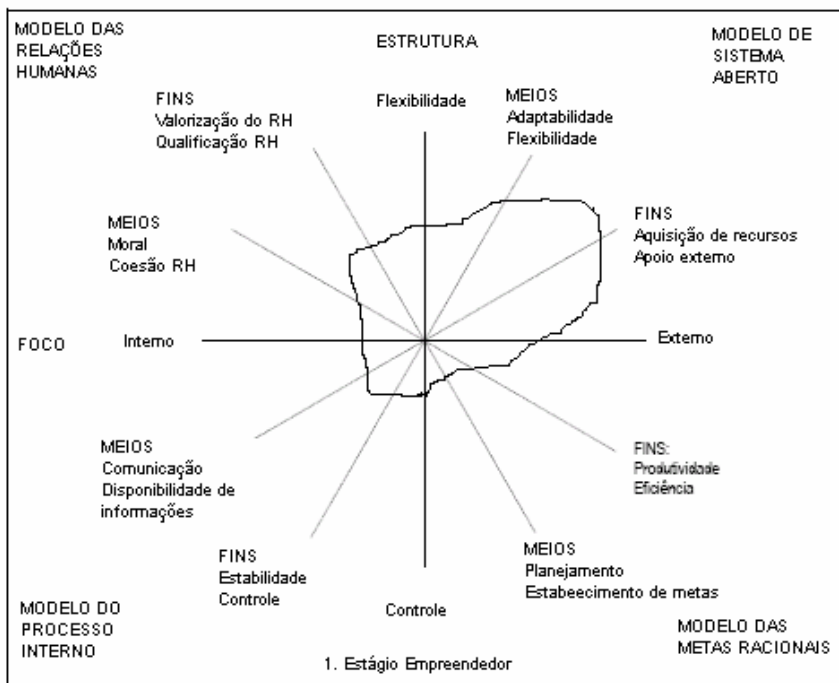 MODELO DAS
RELAÇÕES
HUMANAS
ESTRUTURA
MODELO DE
SISTEMA
ABERTO
FINS
Valorização do RH
Qualificação RH
Flexibilidade
MEIOS
Adaptabilidade
Flexibilidade
MEIOS
Moral
Coesão RH
FINS
Aquisição de recursos
Apoio externo
FOCO
Interno
Externo
MEIOS
Comunicação
Disponibilidade de
informações
FINS:
Produtividade
Eficiência
FINS
Estabilidade
Controle
MEIOS
Planejamento
Estabeecimento de metas
MODELO DO
PROCESSO
INTERNO
Controle
MODELO DAS
METAS RACIONAIS
1. Estágio Empreendedor